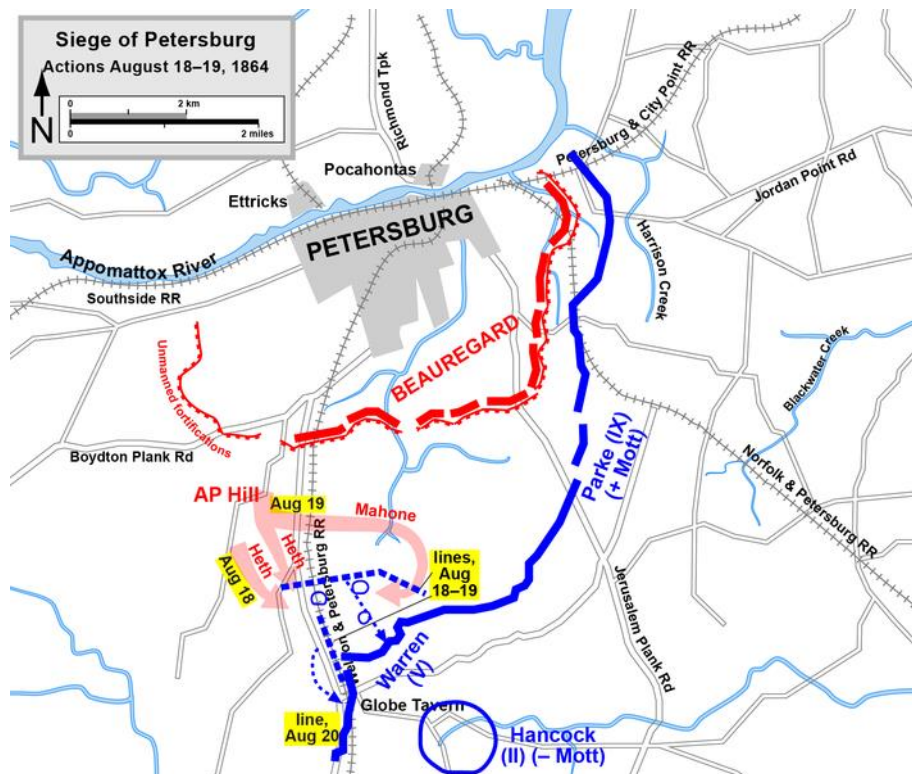 Siege of Petersburg
Actions August 18–19, 1864
N
0 2 km
0 2 miles
Richmond Tpk
Petersburg & City Point RR
Pocahontas
Ettricks
PETERSBURG
Jordan Point Rd
Harrison Creek
Appomattox River
Southside RR
Unmanned fortifications
BEAUREGARD
Blackwater Creek
Boydton Plank Rd
Parke (IX)
(+ Mott)
Norfolk & Petersburg RR
AP Hill
Aug 19
Mahone
Heth
Heth
Aug 18
lines,
Aug
18–19
Weldon & Petersburg RR
Jerusalem Plank Rd
Warren
(V)
Globe Tavern
line,
Aug 20
Hancock
(II) (– Mott)